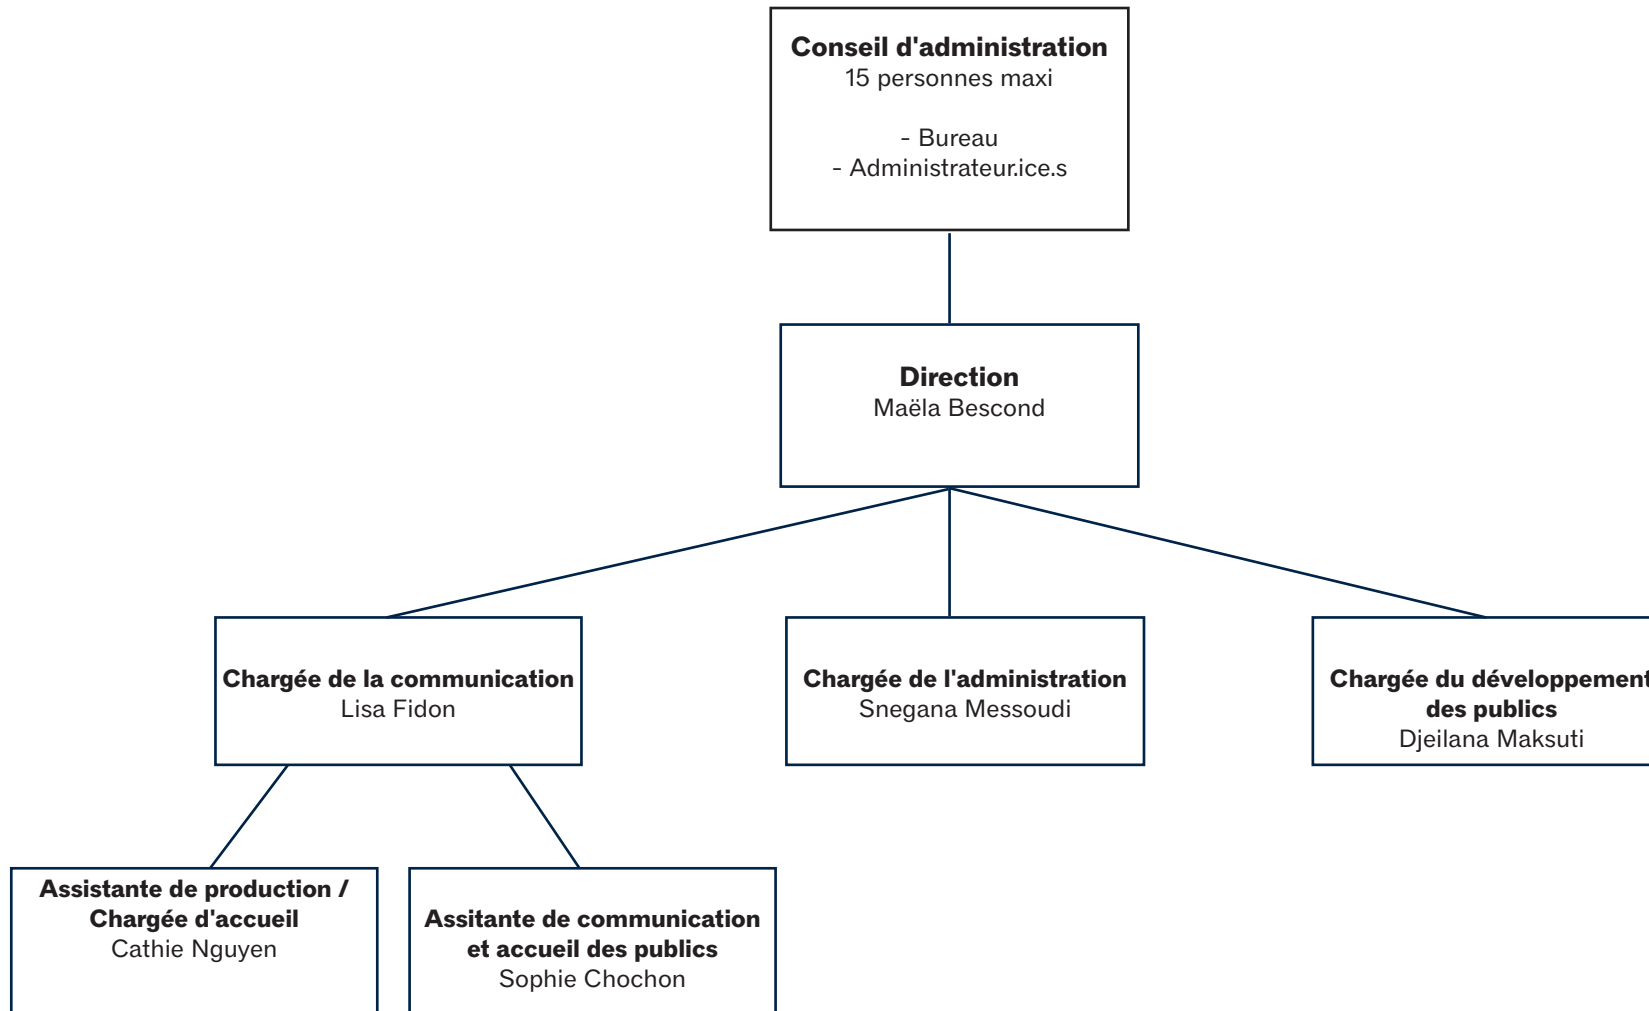 Conseil d'administration
15 personnes maxi
- Bureau
- Administrateur.ice.s
Direction
Maëla Bescond
Chargée de la communication
Lisa Fidon
Chargée de l'administration
Snegana Messoudi
Chargée du développement
des publics
Djeilana Maksuti
Assistante de production /
Chargée d'accueil
Cathie Nguyen
Assitante de communication
et accueil des publics
Sophie Chochon